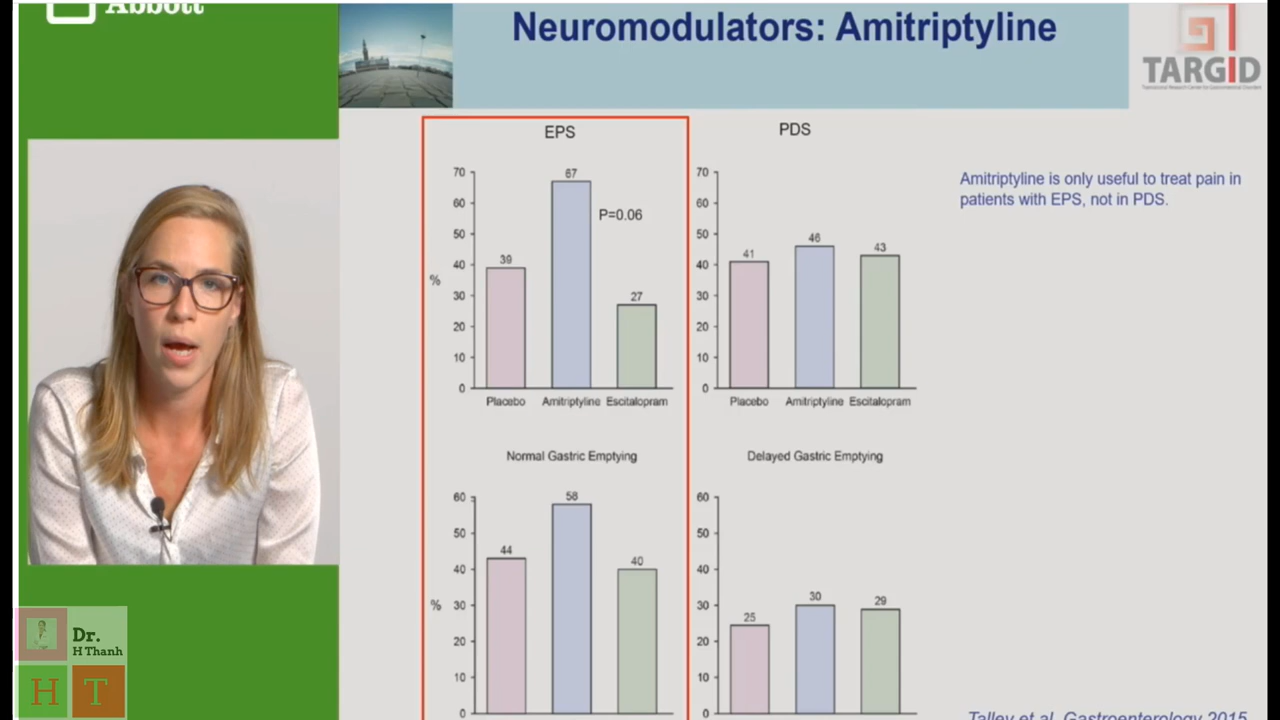 Abbott
Neuromodulators: Amitriptyline
TARGID
EPS
70
60
50
40
30
20
10
0
%
39
67
27
P=0.06
Placebo
Amitriptyline
Escitalopram
PDS
70
60
50
40
30
20
10
0
41
46
43
Placebo
Amitriptyline
Escitalopram
Amitriptyline is only useful to treat pain in
patients with EPS, not in PDS.
Normal Gastric Emptying
60
50
40
30
20
10
0
%
44
58
40
Delayed Gastric Emptying
60
50
40
30
20
10
0
25
30
29
Talley et al, Gastroenterology 2015
Dr.
H Thanh
H T